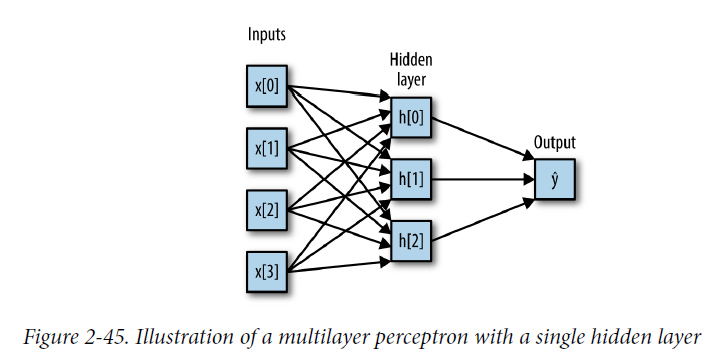 Inputs
Hidden
layer
x[0]
h[0]
x[1]
Output
h[1]
ŷ
x[2]
h[2]
x[3]
Figure 2-45. Illustration of a multilayer perceptron with a single hidden layer